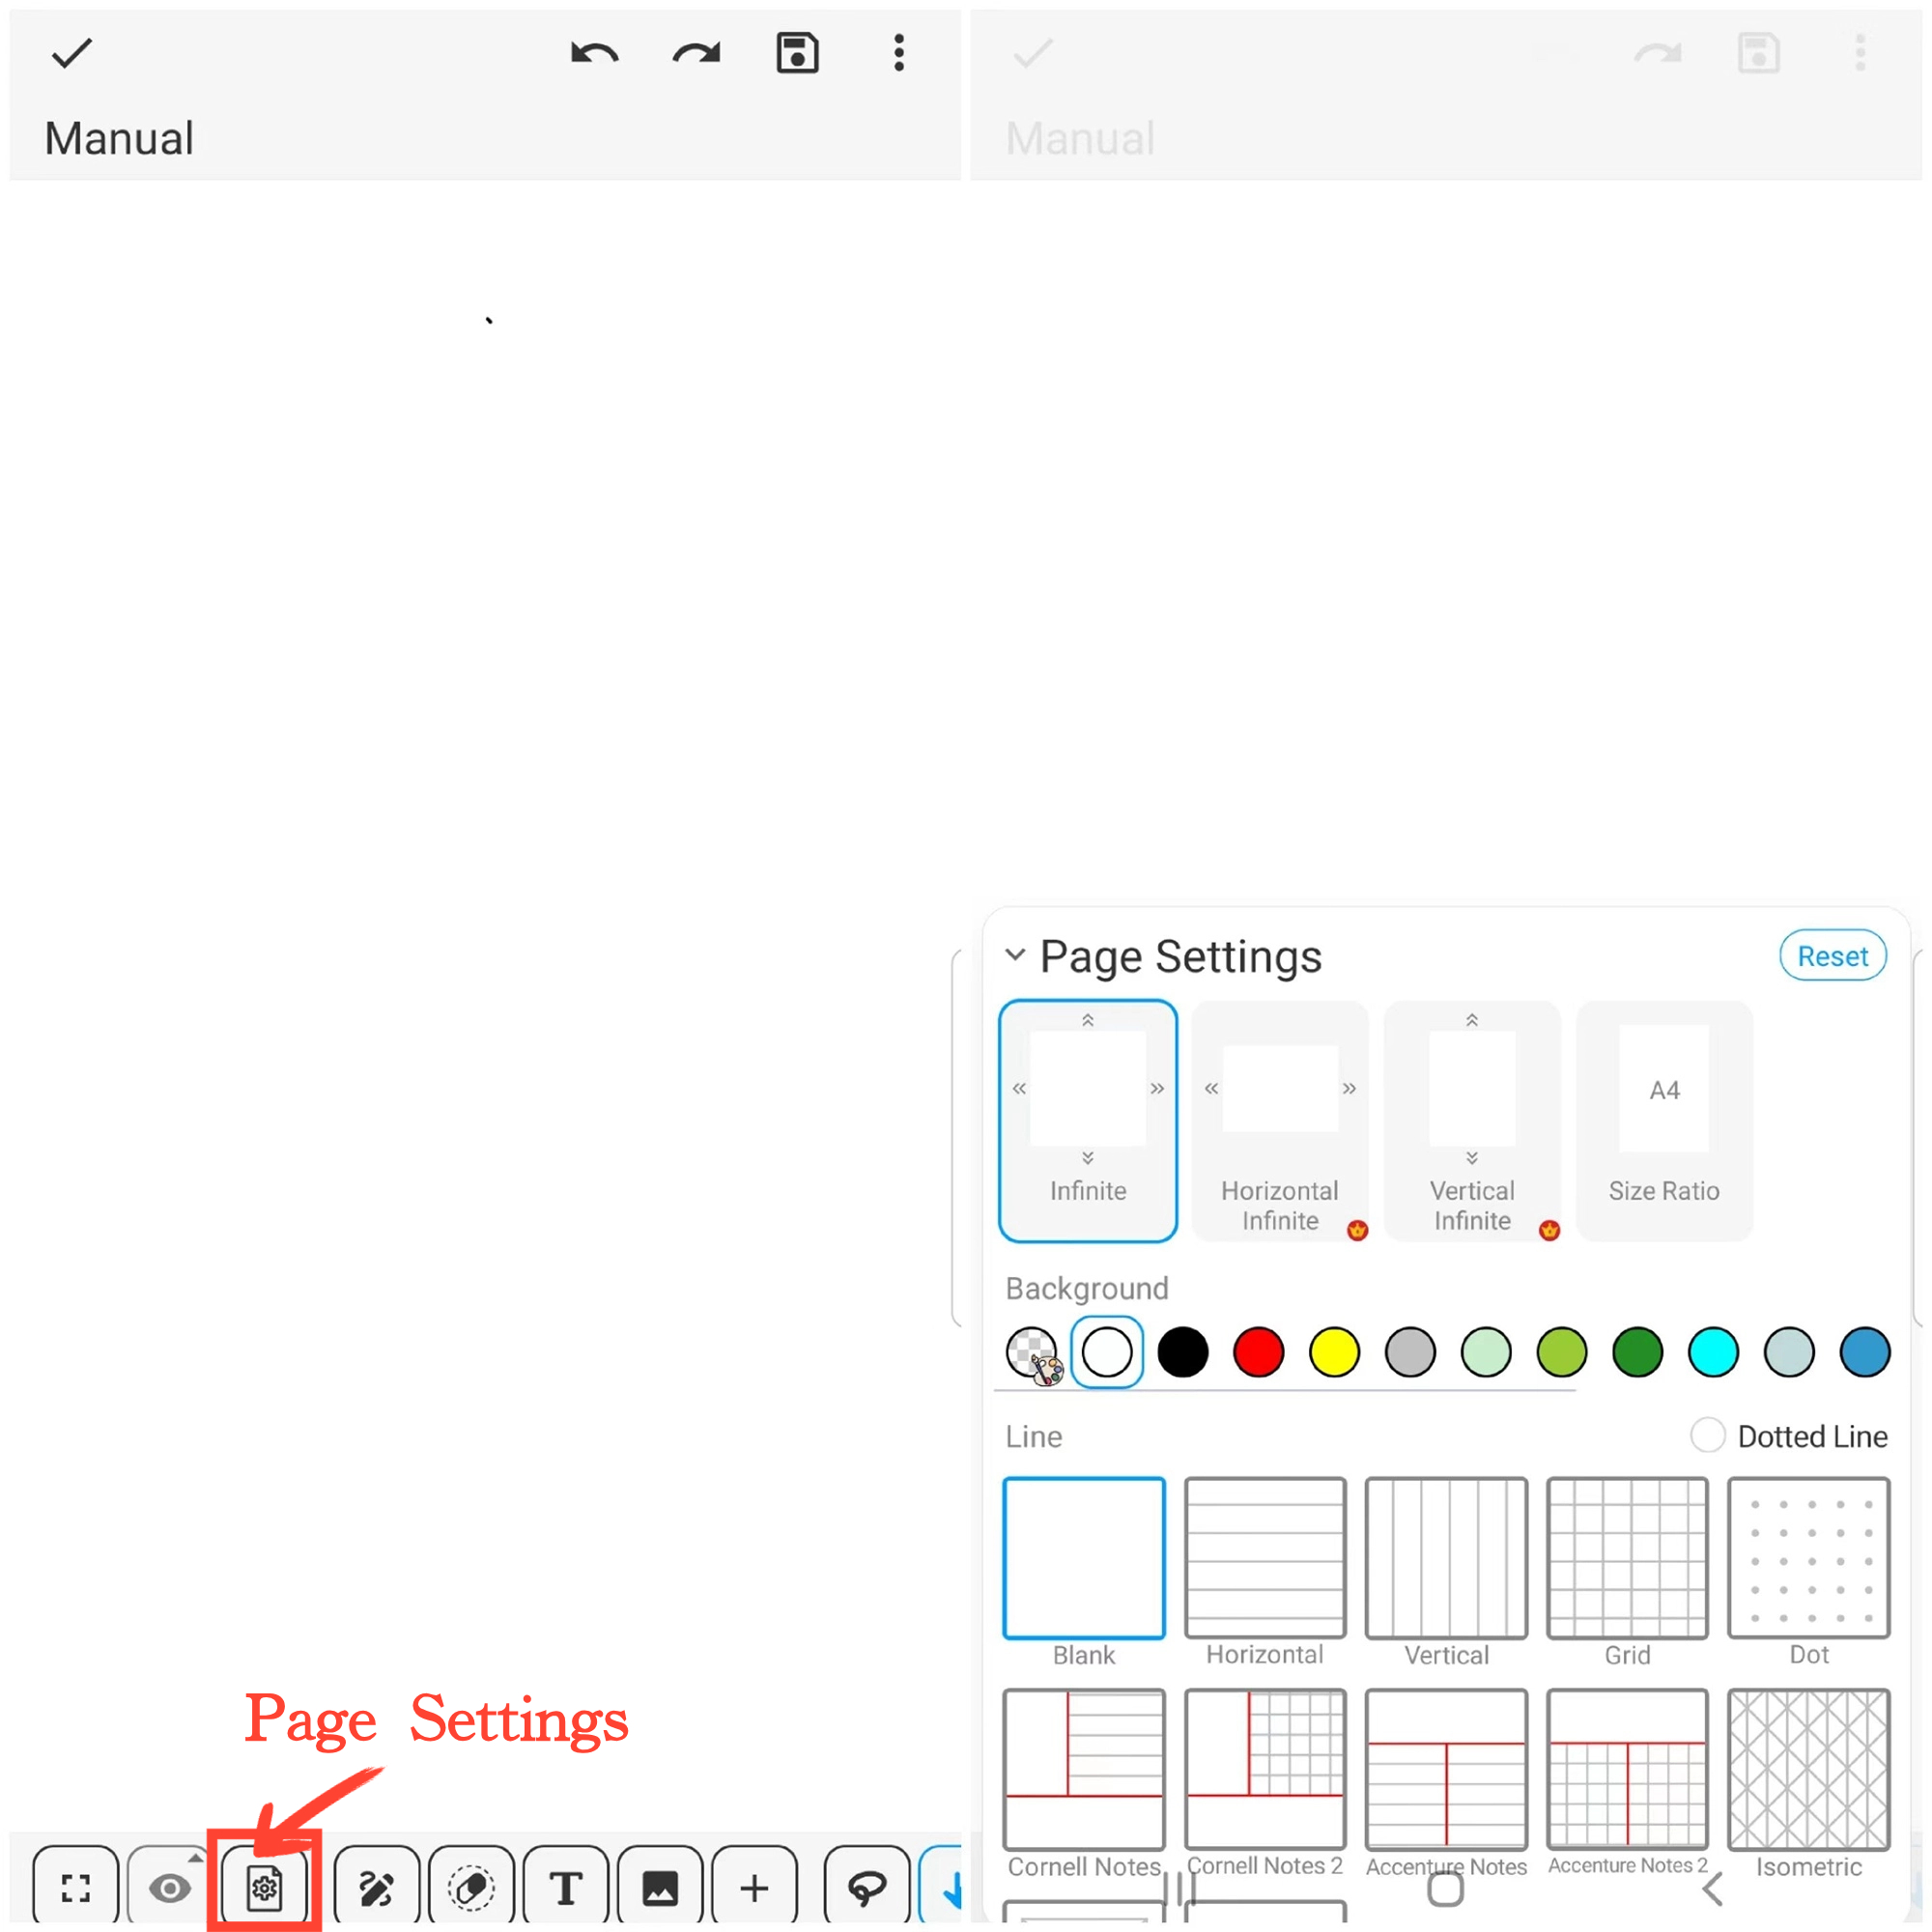 Manual
Page Settings
T
Manual
Page Settings
Reset
A4
Infinite
Horizontal
Infinite
Vertical
Infinite
Size Ratio
Background
Line
Dotted Line
Blank
Horizontal
Vertical
Grid
Dot
Cornell Notes
Cornell Notes 2
Accenture Notes
Accenture Notes 2
Isometric